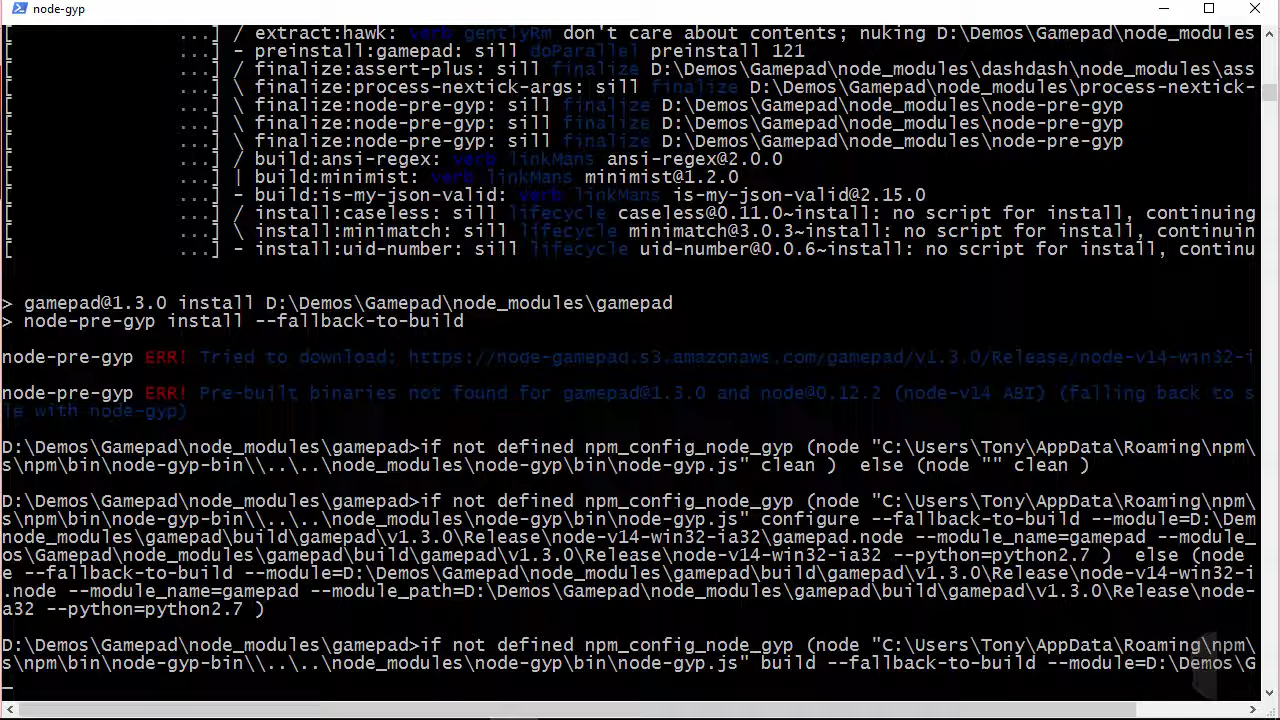 node-gyp
[ ...] / extract:hawk: verb gentlyRm don't care about contents; nuking D:\Demos\Gamepad\node_modules
[ ...] - preinstall:gamepad: sill doParallel preinstall 121
[ ...] / finalize:assert-plus: sill finalize D:\Demos\Gamepad\node_modules\dashdash\node_modules\ass
[ ...] / finalize:process-nextick-args: sill finalize D:\Demos\Gamepad\node_modules\process-nextick-
[ ...] \ finalize:node-pre-gyp: sill finalize D:\Demos\Gamepad\node_modules\node-pre-gyp
[ ...] \ finalize:node-pre-gyp: sill finalize D:\Demos\Gamepad\node_modules\node-pre-gyp
[ ...] \ finalize:node-pre-gyp: sill finalize D:\Demos\Gamepad\node_modules\node-pre-gyp
[ ...] / build:ansi-regex: verb linkMans ansi-regex@2.0.0
[ ...] | build:minimist: verb linkMans minimist@1.2.0
[ ...] - build:is-my-json-valid: verb linkMans is-my-json-valid@2.15.0
[ ...] / install:caseless: sill lifecycle caseless@0.11.0~install: no script for install, continuing
[ ...] \ install:minimatch: sill lifecycle minimatch@3.0.3~install: no script for install, continuin
[ ...] - install:uid-number: sill lifecycle uid-number@0.0.6~install: no script for install, continu
> gamepad@1.3.0 install D:\Demos\Gamepad\node_modules\gamepad
> node-pre-gyp install --fallback-to-build
node-pre-gyp ERR! Tried to download: https://node-gamepad.s3.amazonaws.com/gamepad/v1.3.0/Release/node-v14-win32-i
node-pre-gyp ERR! Pre-built binaries not found for gamepad@1.3.0 and node@0.12.2 (node-v14 ABI) (falling back to s
le with node-gyp)
D:\Demos\Gamepad\node_modules\gamepad>if not defined npm_config_node_gyp (node "C:\Users\Tony\AppData\Roaming\npm\
s\npm\bin\node-gyp-bin\\..\..\node_modules\node-gyp\bin\node-gyp.js" clean )  else (node "" clean )
D:\Demos\Gamepad\node_modules\gamepad>if not defined npm_config_node_gyp (node "C:\Users\Tony\AppData\Roaming\npm\
s\npm\bin\node-gyp-bin\\..\..\node_modules\node-gyp\bin\node-gyp.js" configure --fallback-to-build --module=D:\Dem
node_modules\gamepad\build\gamepad\v1.3.0\Release\node-v14-win32-ia32\gamepad.node --module_name=gamepad --module_
os\Gamepad\node_modules\gamepad\build\gamepad\v1.3.0\Release\node-v14-win32-ia32 --python=python2.7 )  else (node
e --fallback-to-build --module=D:\Demos\Gamepad\node_modules\gamepad\build\gamepad\v1.3.0\Release\node-v14-win32-i
.node --module_name=gamepad --module_path=D:\Demos\Gamepad\node_modules\gamepad\build\gamepad\v1.3.0\Release\node-
a32 --python=python2.7 )
D:\Demos\Gamepad\node_modules\gamepad>if not defined npm_config_node_gyp (node "C:\Users\Tony\AppData\Roaming\npm\
s\npm\bin\node-gyp-bin\\..\..\node_modules\node-gyp\bin\node-gyp.js" build --fallback-to-build --module=D:\Demos\G